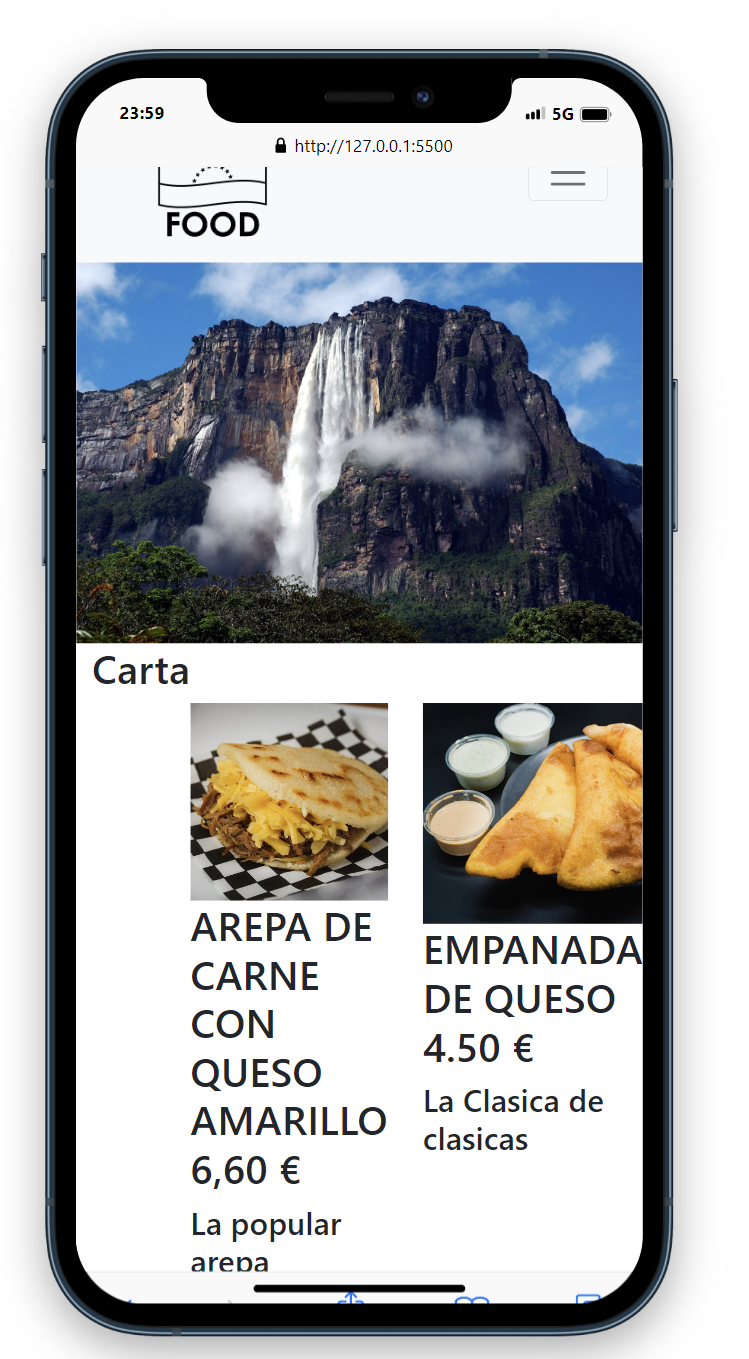 23:59
5G
http://127.0.0.1:5500
FOOD
Carta
AREPA DE
CARNE
CON
QUESO
AMARILLO
6,60 €
La popular
arepa
EMPANADA
DE QUESO
4.50 €
La Clasica de
clasicas